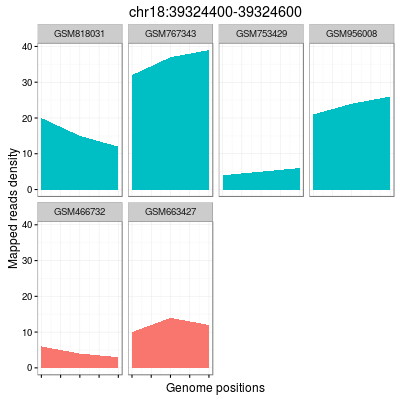 chr18:39324400-39324600
GSM818031 GSM767343 GSM753429 GSM956008
40
30
20
10
0
GSM466732 GSM663427
40
30
20
10
0
Mapped reads density
Genome positions